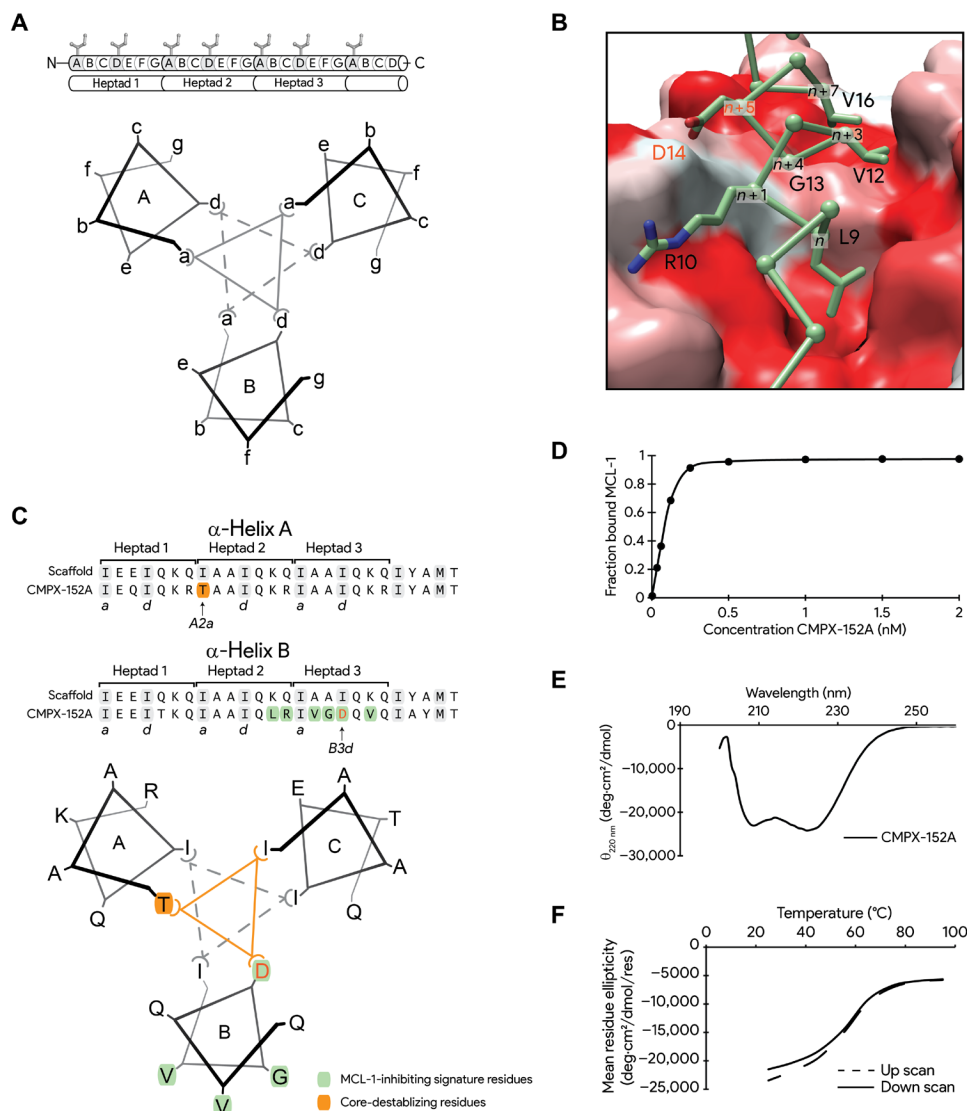 A
N A B C D E F G A B C D E F G A B C D E F G A B C D C
Heptad 1 Heptad 2 Heptad 3
c
g
b
f
e
f
A
d
a
C
b
a
d
c
e
g
a
d
e
B
g
b
c
f
B
n+7
V16
n+5
n+3
D14
n+4
V12
G13
n+1
n
L9
R10
C
α-Helix A
Heptad 1 Heptad 2 Heptad 3
Scaffold I E E I Q K Q I A A I Q K Q I A A I Q K Q I Y A M T
CMPX-152A I E Q I Q K R T A A I Q K R I A A I Q K R I Y A M T
a d a d
A2a
α-Helix B
Heptad 1 Heptad 2 Heptad 3
Scaffold I E E I Q K Q I A A I Q K Q I A A I Q K Q I Y A M T
CMPX-152A I E E I T K Q I A A I Q L R I V G D Q V Q I A Y M T
a d a d a
B3d
A
R
E
A
K
A
I
I
C
T
A
T
I
A
Q
Q
I
D
Q
B
Q
V
G
V
MCL-1-inhibiting signature residues
Core-destablizing residues
D
Fraction bound MCL-1
1
0.8
0.6
0.4
0.2
0
0 0.5 1 1.5 2
Concentration CMPX-152A (nM)
E
Wavelength (nm)
190 210 230 250
θ220 nm (deg·cm²/dmol)
0
−10,000
−20,000
−30,000
CMPX-152A
F
Temperature (°C)
0 20 40 60 80 100
Mean residue ellipticity
(deg·cm²/dmol/res)
0
−5000
−10,000
−15,000
−20,000
−25,000
Up scan
Down scan